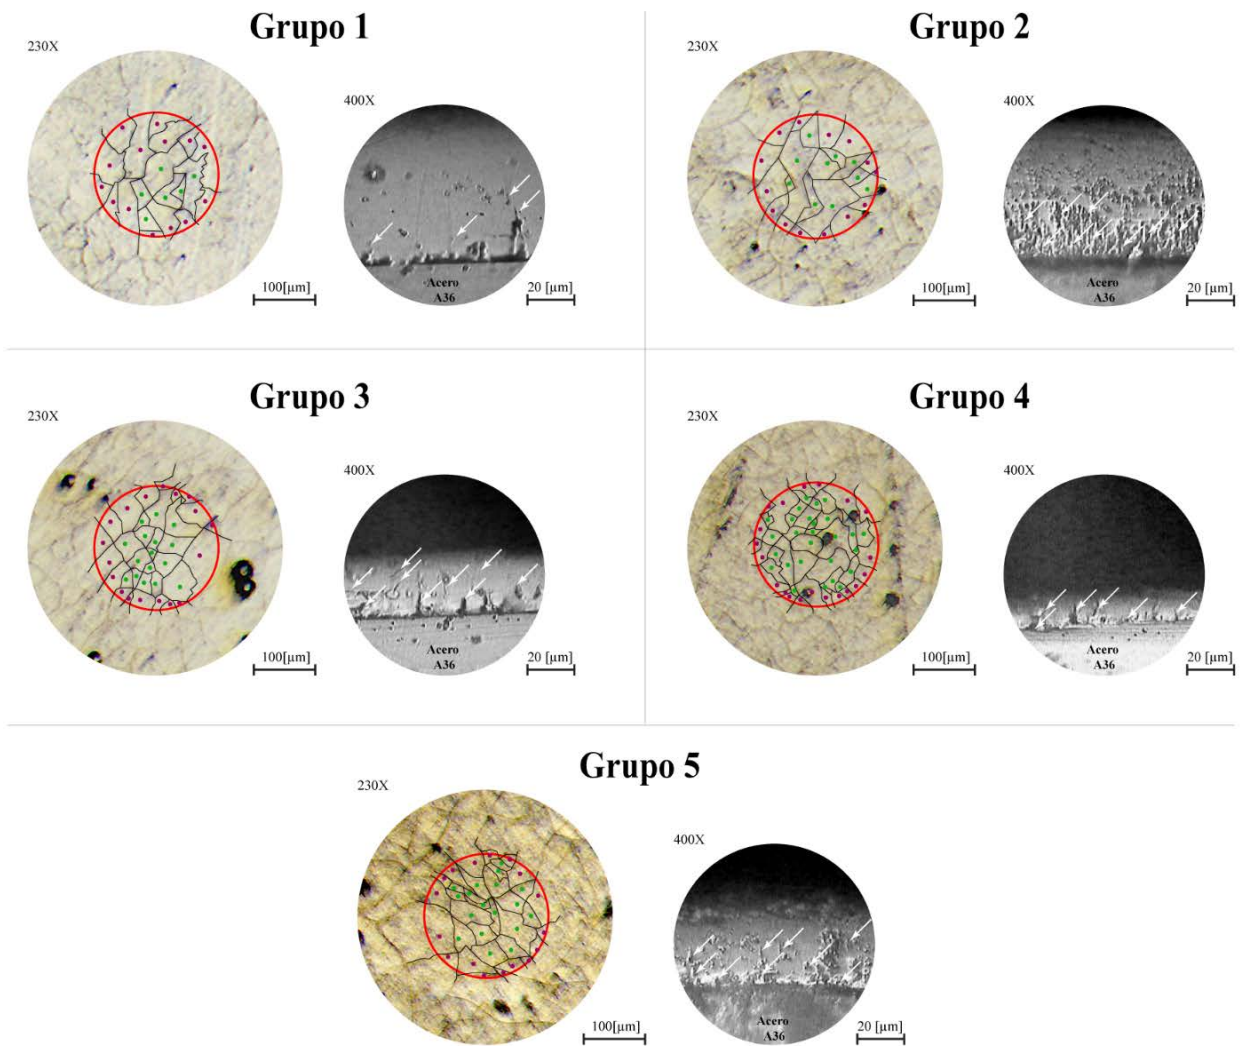 Grupo 1
230X
400X
Acero
A36
100[µm]
20 [µm]
Grupo 2
230X
400X
Acero
A36
100[µm]
20 [µm]
Grupo 3
230X
400X
Acero
A36
100[µm]
20 [µm]
Grupo 4
230X
400X
Acero
A36
100[µm]
20 [µm]
Grupo 5
230X
400X
Acero
A36
100[µm]
20 [µm]